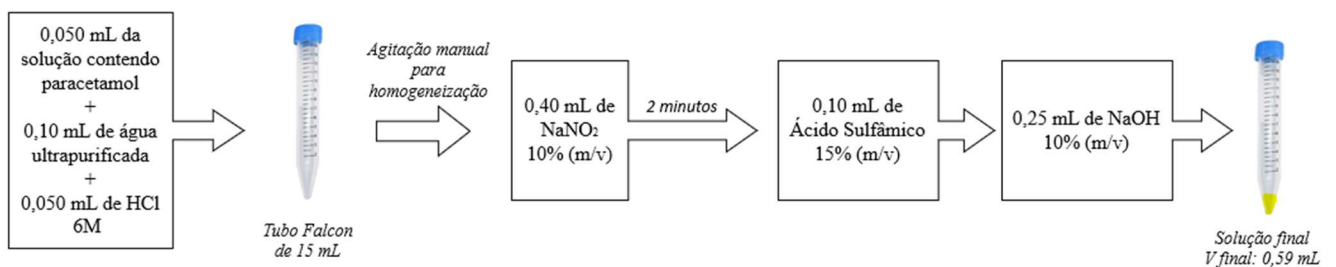 0,050 mL da
solução contendo
paracetamol
+
0,10 mL de água
ultrapurificada
+
0,050 mL de HCl
6M
Tubo Falcon
de 15 mL
Agitação manual
para
homogeneização
0,40 mL de
NaNO₂
10% (m/v)
2 minutos
0,10 mL de
Ácido Sulfâmico
15% (m/v)
0,25 mL de NaOH
10% (m/v)
Solução final
V final: 0,59 mL